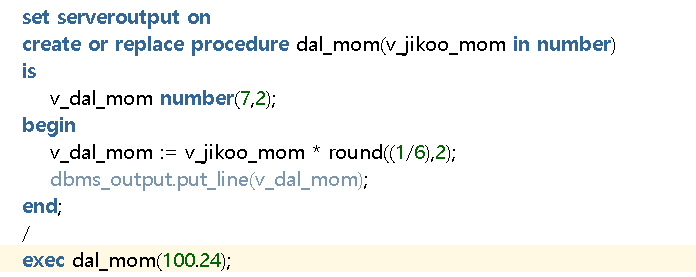 set serveroutput on
create or replace procedure dal_mom(v_jikoo_mom in number)
is
v_dal_mom number(7,2);
begin
v_dal_mom := v_jikoo_mom * round((1/6),2);
dbms_output.put_line(v_dal_mom);
end;
/
exec dal_mom(100.24);